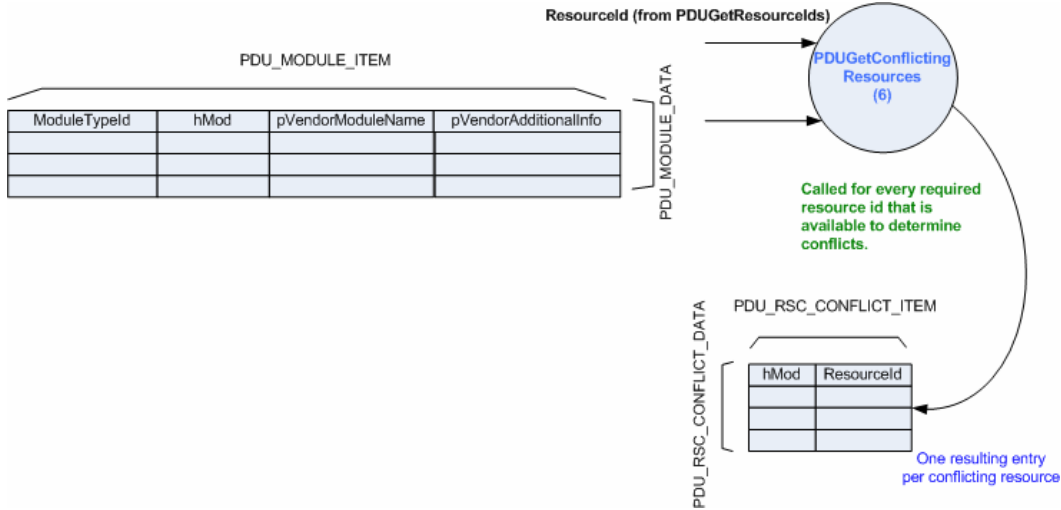 ResourceId (from PDUGetResourceIds)
PDUGetConflicting
Resources
(6)
PDU_MODULE_ITEM
PDU_MODULE_DATA
ModuleTypeId hMod pVendorModuleName pVendorAdditionalInfo
Called for every required
resource id that is
available to determine
conflicts.
PDU_RSC_CONFLICT_ITEM
PDU_RSC_CONFLICT_DATA
hMod ResourceId
One resulting entry
per conflicting resource